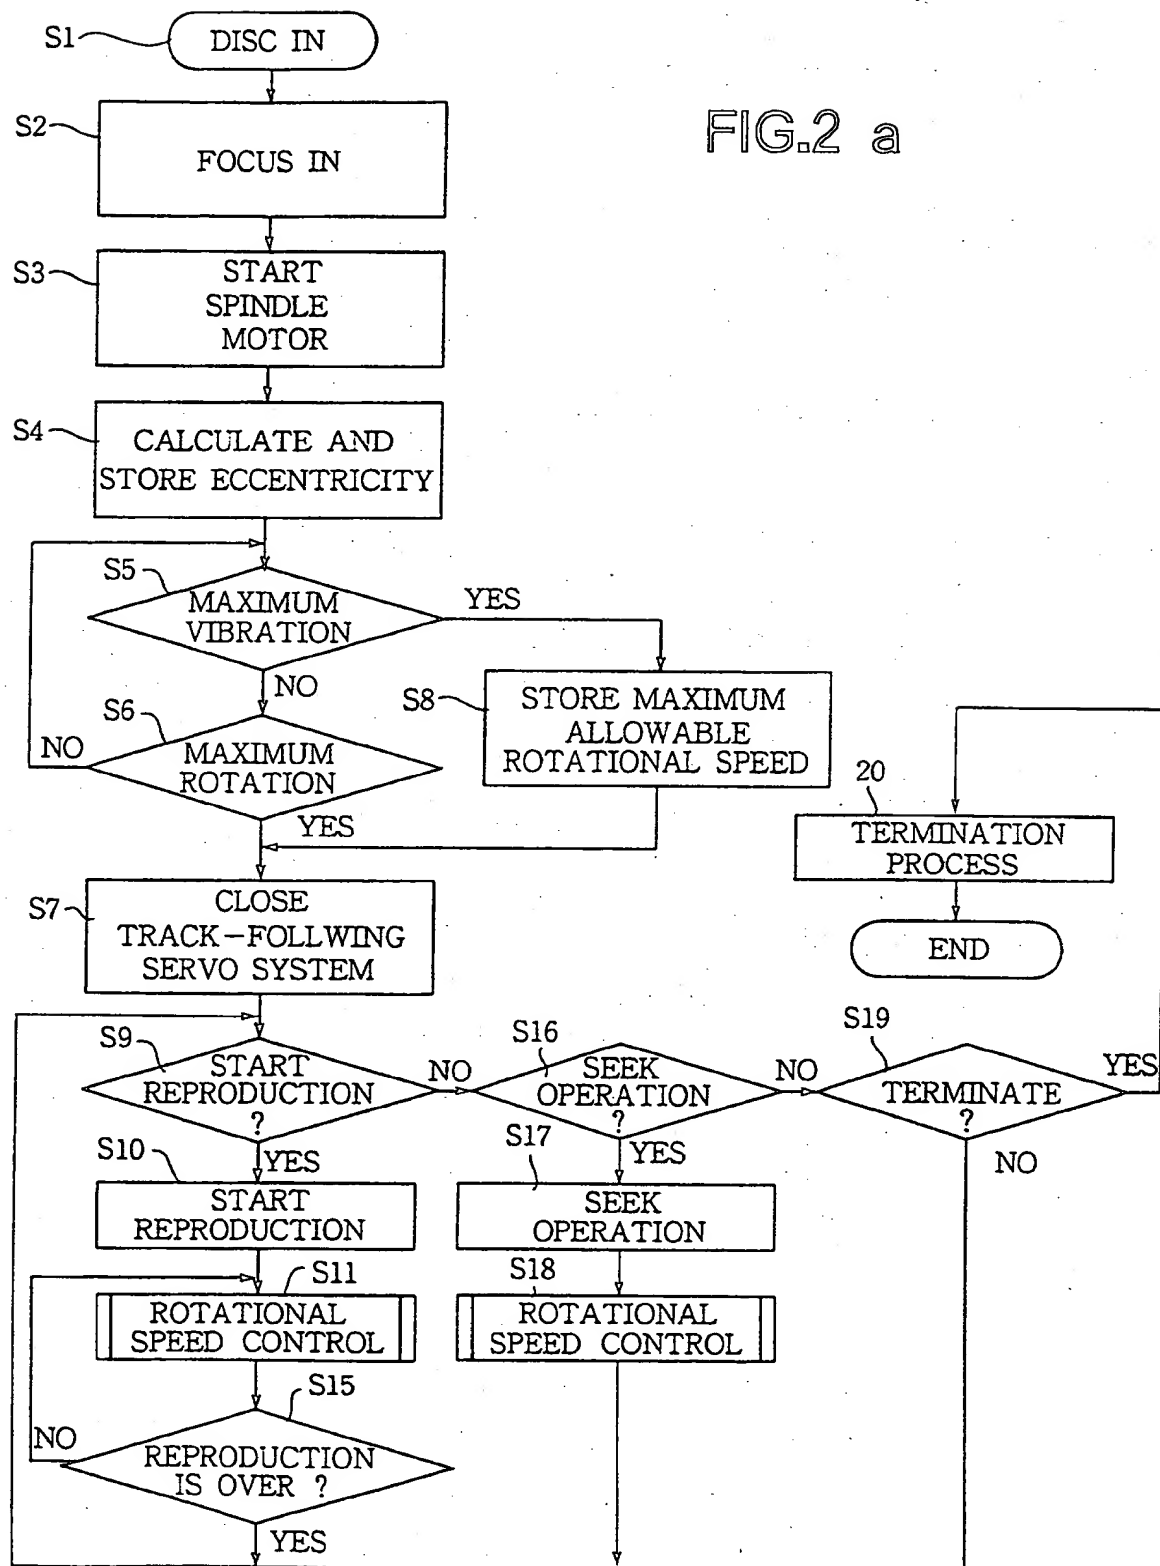 S1
DISC IN
FIG.2 a
S2
FOCUS IN
S3
START
SPINDLE
MOTOR
S4
CALCULATE AND
STORE ECCENTRICITY
S5
MAXIMUM
VIBRATION
YES
NO
S6
MAXIMUM
ROTATION
NO
YES
S8
STORE MAXIMUM
ALLOWABLE
ROTATIONAL SPEED
20
TERMINATION
PROCESS
END
S7
CLOSE
TRACK-FOLLWING
SERVO SYSTEM
S9
START
REPRODUCTION
?
NO
YES
S16
SEEK
OPERATION
?
NO
YES
S19
TERMINATE
?
YES
NO
S10
START
REPRODUCTION
S17
SEEK
OPERATION
S11
ROTATIONAL
SPEED CONTROL
S18
ROTATIONAL
SPEED CONTROL
S15
REPRODUCTION
IS OVER ?
NO
YES